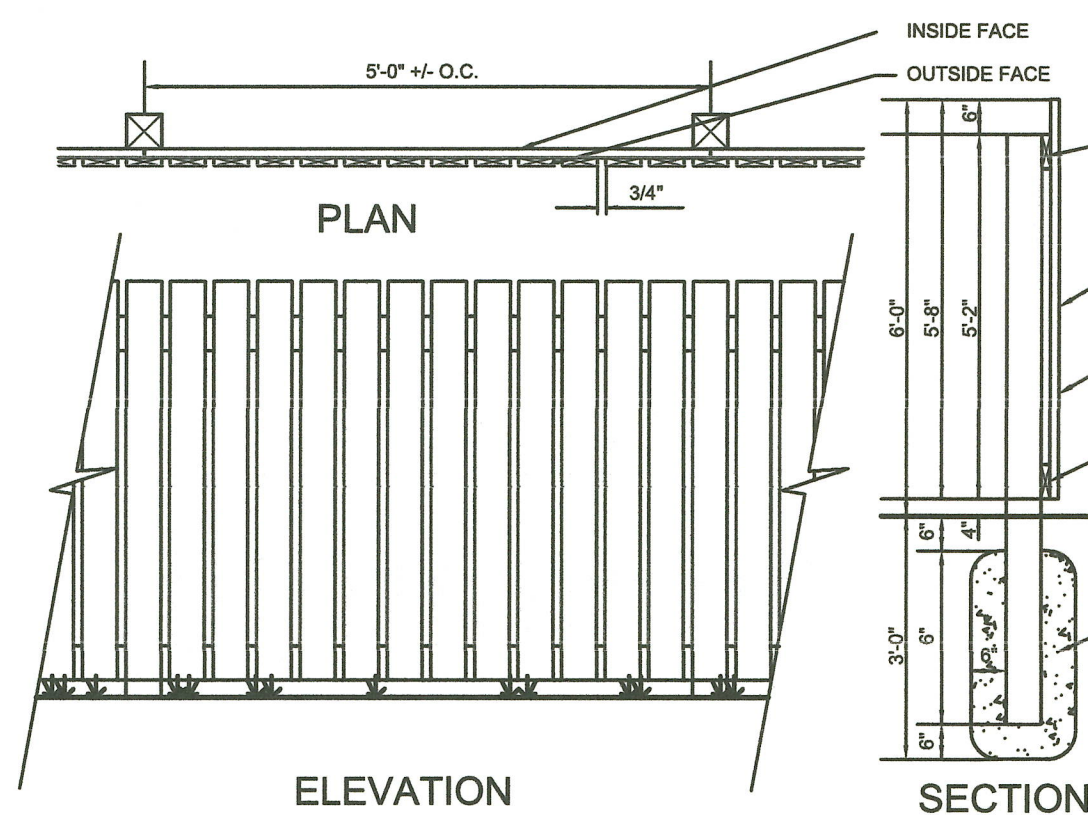 INSIDE FACE
OUTSIDE FACE
5'-0" +/- O.C.
3/4"
PLAN
6"
6'-0"
5'-8"
5'-2"
6"
4"
3'-0"
6"
6"
6"
ELEVATION
SECTION